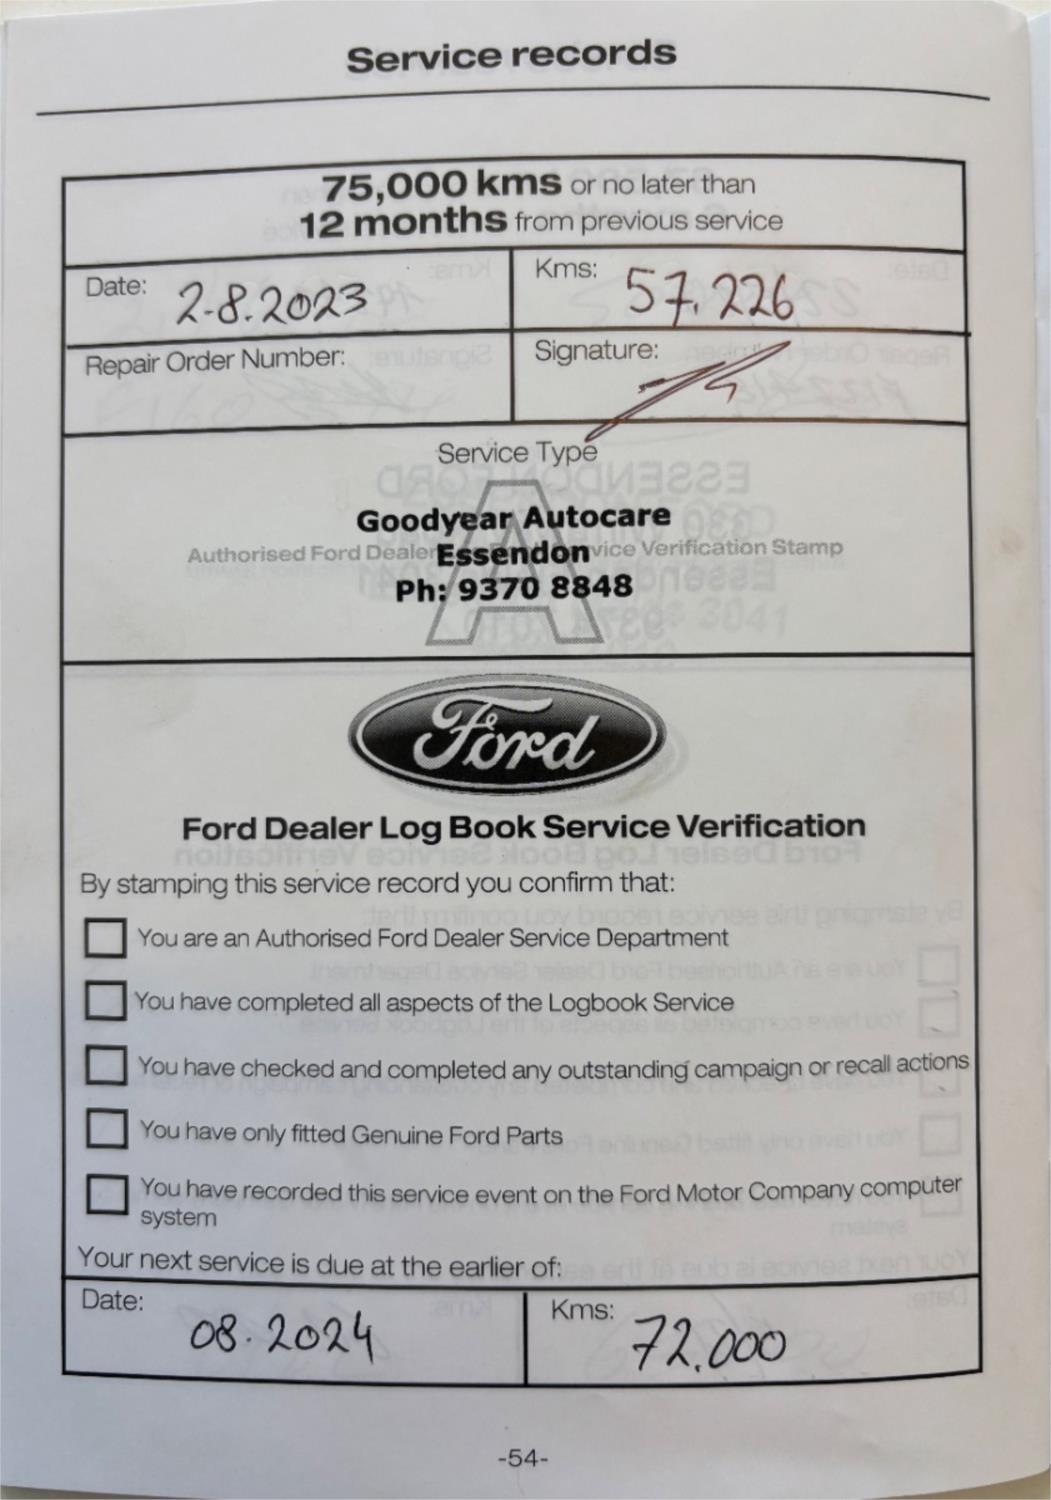 Service records
75,000 kms or no later than
12 months from previous service
Date: 2-8.2023
Kms: 57.226
Repair Order Number:
Signature:
Service Type
A
Goodyear Autocare
Authorised Ford Dealer Essendon vice Verification Stamp
Ph: 9370 8848
Ford
Ford Dealer Log Book Service Verification
By stamping this service record you confirm that:
You are an Authorised Ford Dealer Service Department
You have completed all aspects of the Logbook Service
You have checked and completed any outstanding campaign or recall actions
You have only fitted Genuine Ford Parts
You have recorded this service event on the Ford Motor Company computer
system
Your next service is due at the earlier of:
Date: 08.2024
Kms: 72.000
-54-